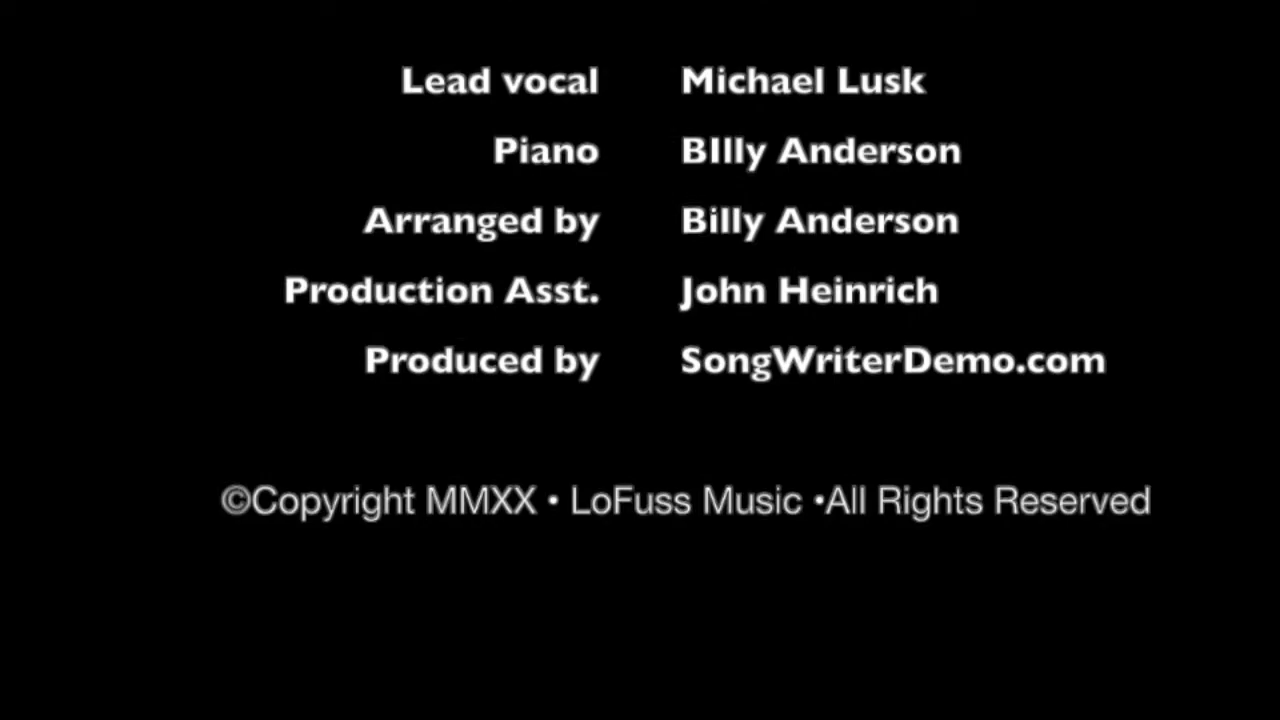 Lead vocal Michael Lusk
Piano BIlly Anderson
Arranged by Billy Anderson
Production Asst. John Heinrich
Produced by SongWriterDemo.com
©Copyright MMXX • LoFuss Music •All Rights Reserved